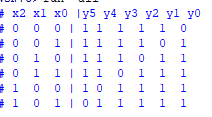 # x2 x1 x0 |y5 y4 y3 y2 y1 y0
# 0 0 0 | 1 1 1 1 1 0
# 0 0 1 | 1 1 1 1 0 1
# 0 1 0 | 1 1 1 0 1 1
# 0 1 1 | 1 1 0 1 1 1
# 1 0 0 | 1 0 1 1 1 1
# 1 0 1 | 0 1 1 1 1 1